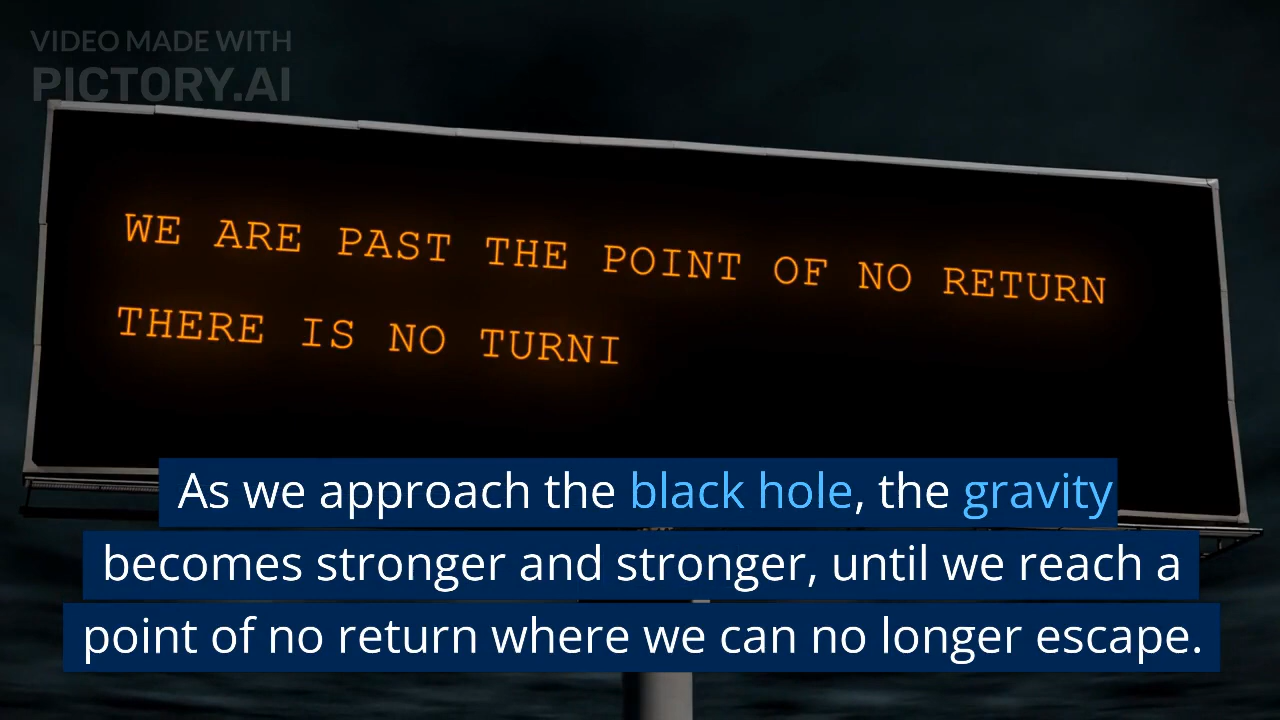 VIDEO MADE WITH
PICTORY.AI
WE ARE PAST THE POINT OF NO RETURN
THERE IS NO TURNI
As we approach the black hole, the gravity
becomes stronger and stronger, until we reach a
point of no return where we can no longer escape.